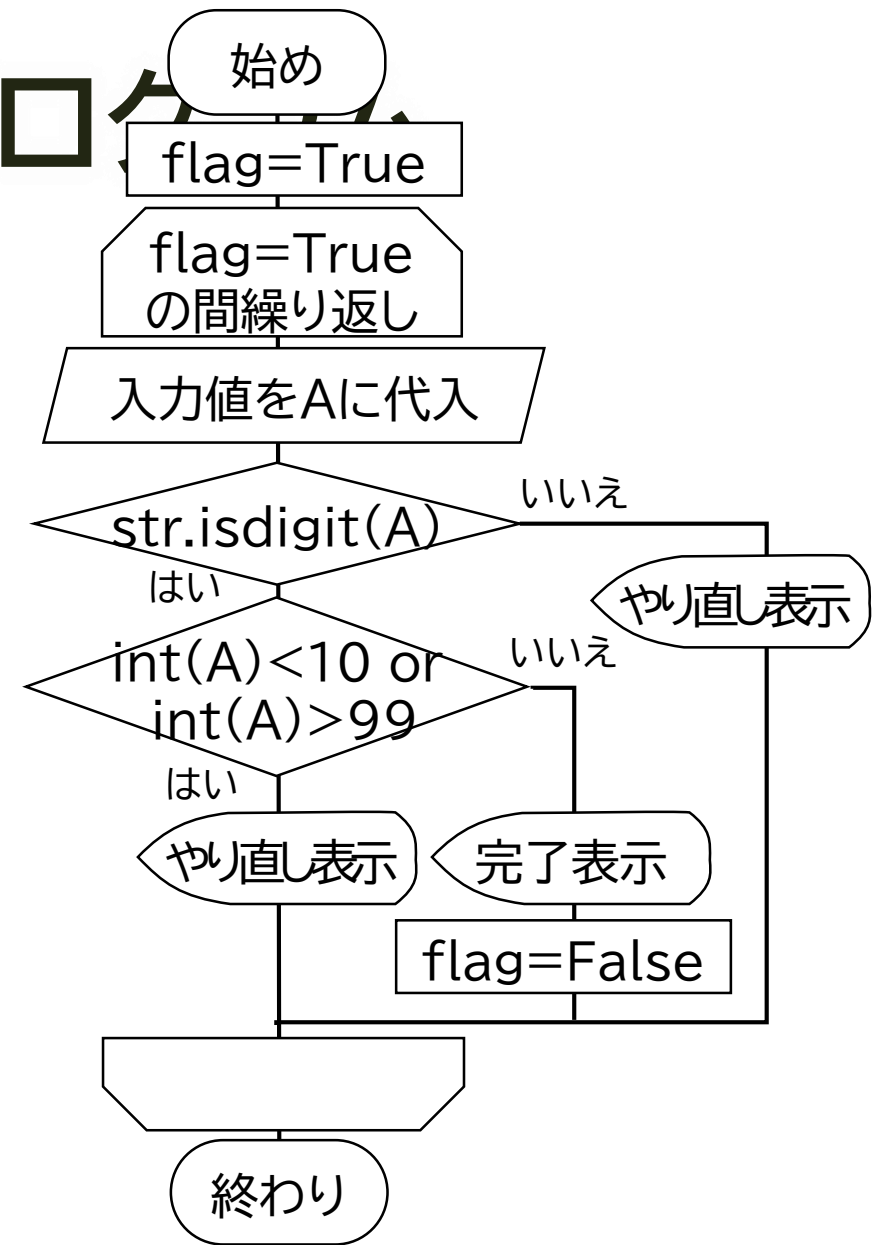 始め
flag=True
flag=True
の間繰り返し
入力値をAに代入
str.isdigit(A)
いいえ
はい
やり直し表示
int(A)<10 or
int(A)>99
いいえ
はい
やり直し表示
完了表示
flag=False
終わり